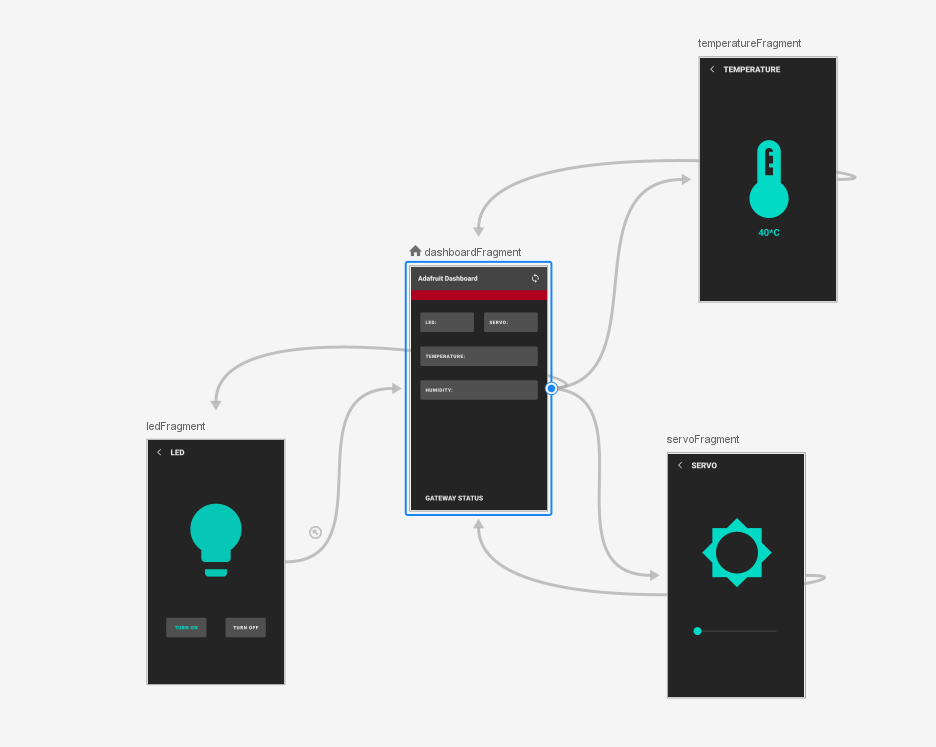 temperatureFragment
TEMPERATURE
40°C
dashboardFragment
Adafruit Dashboard
LED:
SERVO:
TEMPERATURE:
HUMIDITY:
GATEWAY STATUS
ledFragment
LED
TURN ON
TURN OFF
servoFragment
SERVO